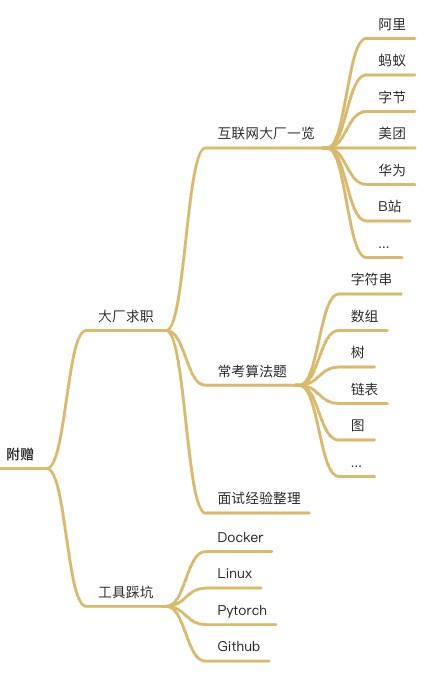 附赠
大厂求职
互联网大厂一览
阿里
蚂蚁
字节
美团
华为
B站
...
常考算法题
字符串
数组
树
链表
图
...
面试经验整理
工具踩坑
Docker
Linux
Pytorch
Github